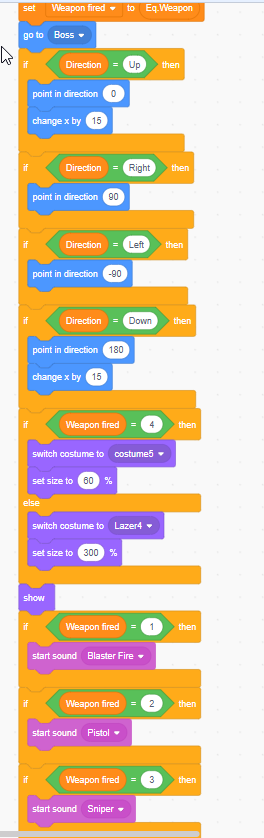 set Weapon fired to Eq.Weapon
go to Boss
if Direction = Up then
point in direction 0
change x by 15
if Direction = Right then
point in direction 90
if Direction = Left then
point in direction -90
if Direction = Down then
point in direction 180
change x by 15
if Weapon fired = 4 then
switch costume to costume5
set size to 60 %
else
switch costume to Lazer4
set size to 300 %
show
if Weapon fired = 1 then
start sound Blaster Fire
if Weapon fired = 2 then
start sound Pistol
if Weapon fired = 3 then
start sound Sniper